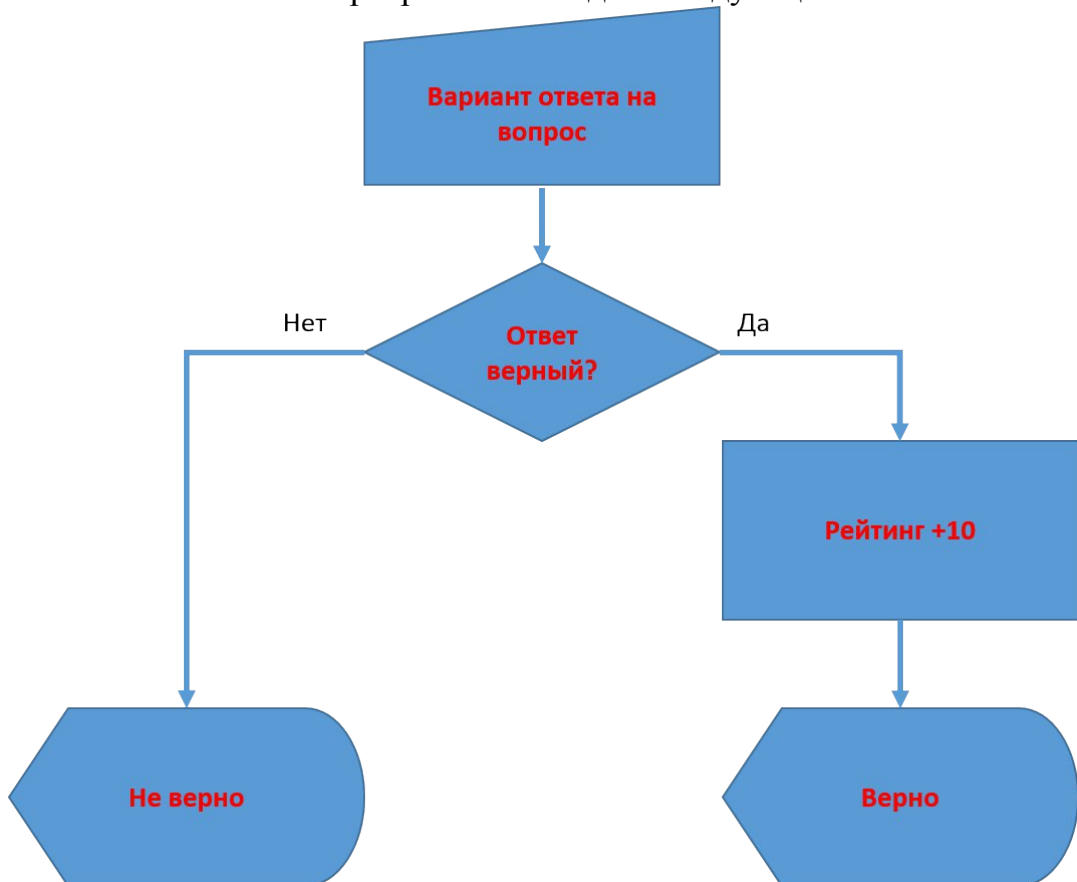 Вариант ответа на
вопрос
Нет
Ответ
верный?
Да
Рейтинг +10
Не верно
Верно